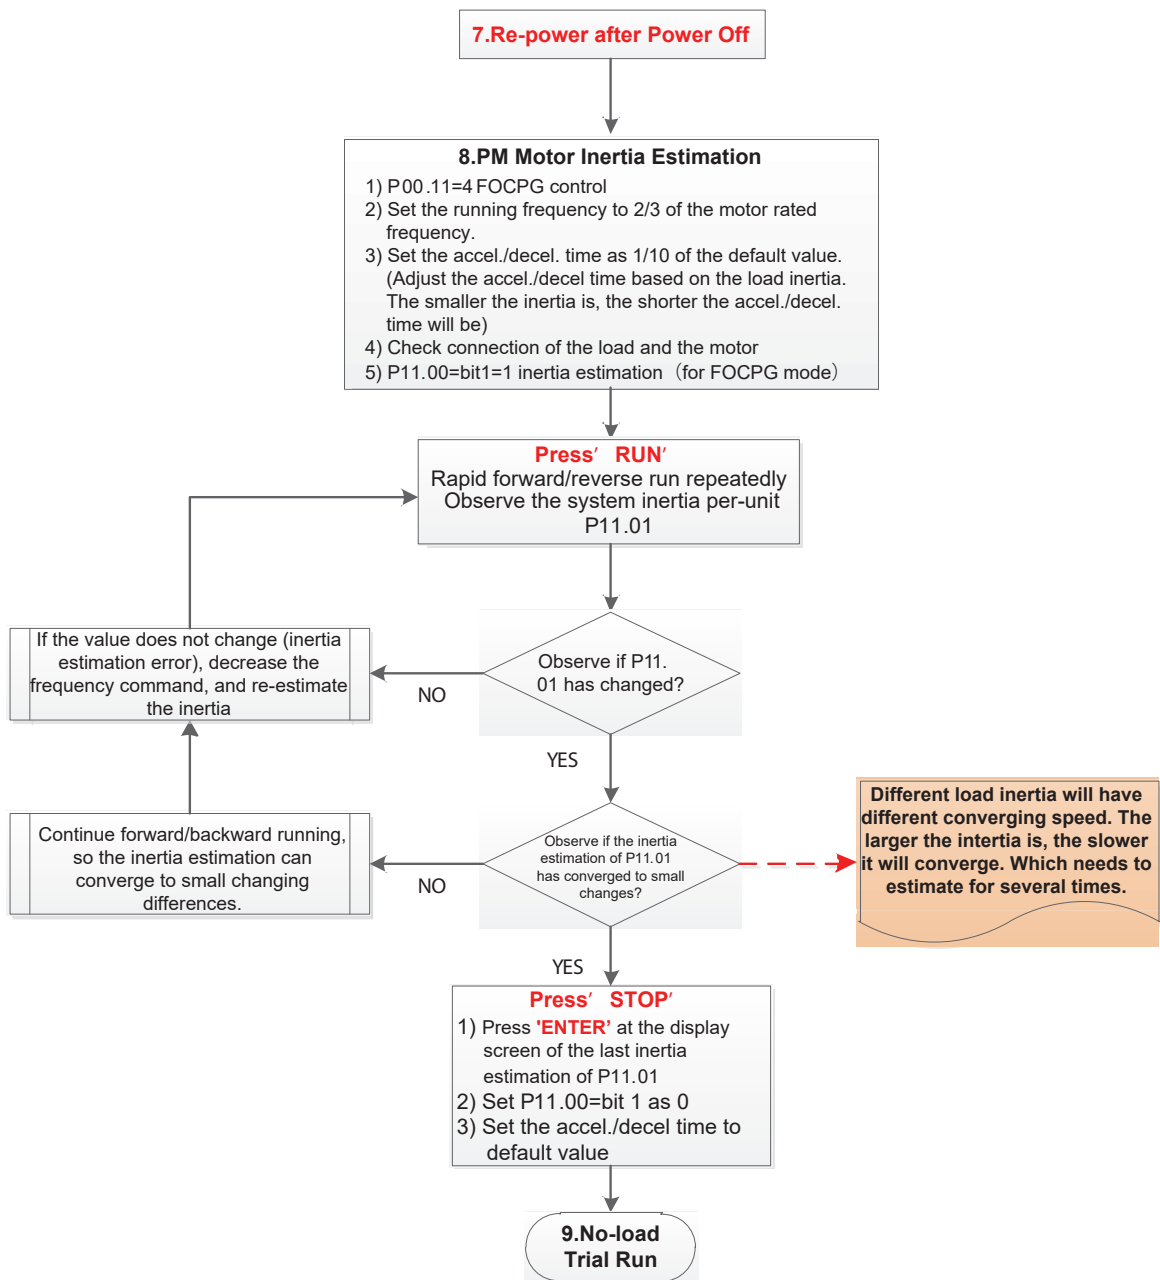 7.Re-power after Power Off
8.PM Motor Inertia Estimation
1) P00.11=4 FOCPG control
2) Set the running frequency to 2/3 of the motor rated
frequency.
3) Set the accel./decel. time as 1/10 of the default value.
(Adjust the accel./decel time based on the load inertia.
The smaller the inertia is, the shorter the accel./decel.
time will be)
4) Check connection of the load and the motor
5) P11.00=bit1=1 inertia estimation（for FOCPG mode）
Press' RUN'
Rapid forward/reverse run repeatedly
Observe the system inertia per-unit
P11.01
If the value does not change (inertia
estimation error), decrease the
frequency command, and re-estimate
the inertia
NO
Observe if P11.
01 has changed?
YES
Continue forward/backward running,
so the inertia estimation can
converge to small changing
differences.
NO
Observe if the inertia
estimation of P11.01
has converged to small
changes?
Different load inertia will have
different converging speed. The
larger the intertia is, the slower
it will converge. Which needs to
estimate for several times.
YES
Press' STOP'
1) Press 'ENTER' at the display
screen of the last inertia
estimation of P11.01
2) Set P11.00=bit 1 as 0
3) Set the accel./decel time to
default value
9.No-load
Trial Run